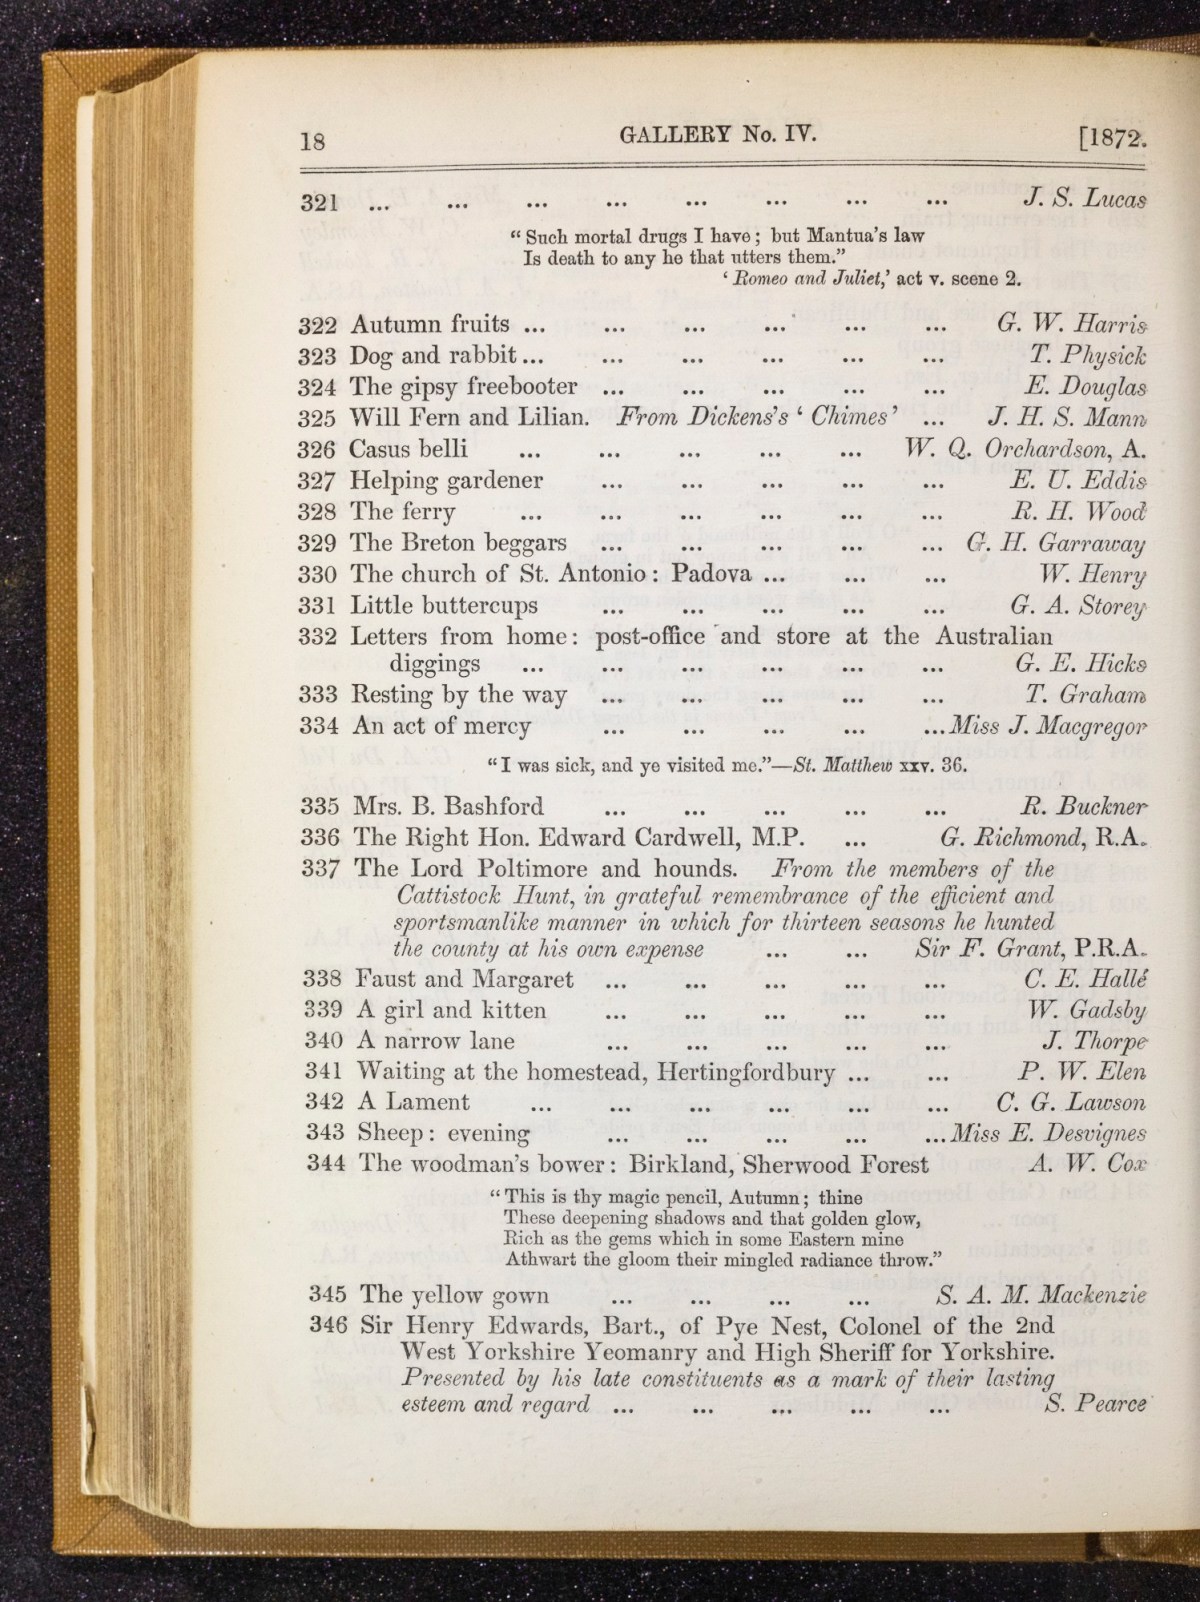 18 GALLERY No. IV. [1872.
321 ... ... ... ... ... ... ... ... J. S. Lucas
“Such mortal drugs I have; but Mantua's law
Is death to any he that utters them.”
‘Romeo and Juliet,’ act v. scene 2.
322 Autumn fruits ... ... ... ... ... ... G. W. Harris
323 Dog and rabbit ... ... ... ... ... ... T. Physick
324 The gipsy freebooter ... ... ... ... ... E. Douglas
325 Will Fern and Lilian. From Dickens's ‘Chimes’ ... J. H. S. Mann
326 Casus belli ... ... ... ... ... W. Q. Orchardson, A.
327 Helping gardener ... ... ... ... ... E. U. Eddis
328 The ferry ... ... ... ... ... ... R. H. Wood
329 The Breton beggars ... ... ... ... ... G. H. Garraway
330 The church of St. Antonio: Padova ... ... ... W. Henry
331 Little buttercups ... ... ... ... ... G. A. Storey
332 Letters from home: post-office and store at the Australian
diggings ... ... ... ... ... ... G. E. Hicks
333 Resting by the way ... ... ... ... ... T. Graham
334 An act of mercy ... ... ... ... ... Miss J. Macgregor
“I was sick, and ye visited me.”—St. Matthew xxv. 36.
335 Mrs. B. Bashford ... ... ... ... ... R. Buckner
336 The Right Hon. Edward Cardwell, M.P. ... G. Richmond, R.A.
337 The Lord Poltimore and hounds. From the members of the
Cattistock Hunt, in grateful remembrance of the efficient and
sportsmanlike manner in which for thirteen seasons he hunted
the county at his own expense ... ... Sir F. Grant, P.R.A.
338 Faust and Margaret ... ... ... ... ... C. E. Hallé
339 A girl and kitten ... ... ... ... ... W. Gadsby
340 A narrow lane ... ... ... ... ... J. Thorpe
341 Waiting at the homestead, Hertingfordbury ... ... P. W. Elen
342 A Lament ... ... ... ... ... ... C. G. Lawson
343 Sheep: evening ... ... ... ... ... Miss E. Desvignes
344 The woodman's bower: Birkland, Sherwood Forest A. W. Cox
“This is thy magic pencil, Autumn; thine
These deepening shadows and that golden glow,
Rich as the gems which in some Eastern mine
Athwart the gloom their mingled radiance throw.”
345 The yellow gown ... ... ... ... S. A. M. Mackenzie
346 Sir Henry Edwards, Bart., of Pye Nest, Colonel of the 2nd
West Yorkshire Yeomanry and High Sheriff for Yorkshire.
Presented by his late constituents as a mark of their lasting
esteem and regard ... ... ... ... ... S. Pearce